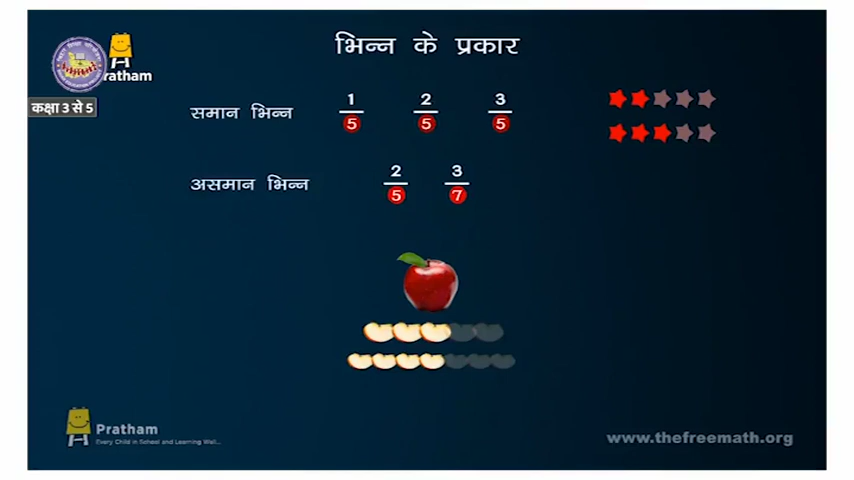 भिन्न के प्रकार
Pratham
कक्षा 3 से 5
समान भिन्न 1/5 2/5 3/5
असमान भिन्न 2/5 3/7
Pratham
Every Child in School and Learning Well...
www.thefreemath.org